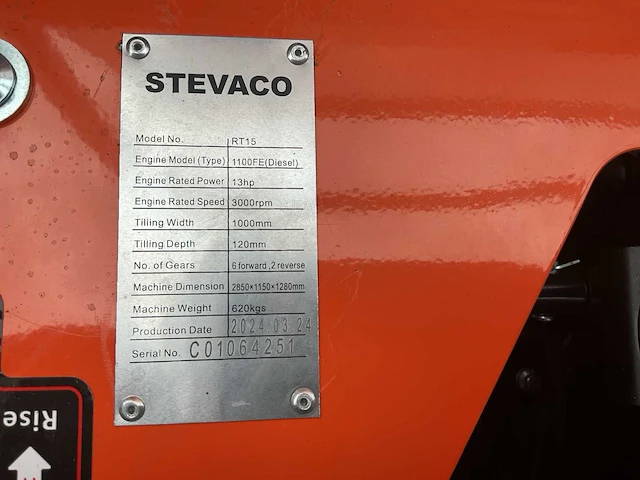 STEVACO
Model No. RT15
Engine Model (Type) 1100FE(Diesel)
Engine Rated Power 13hp
Engine Rated Speed 3000rpm
Tilling Width 1000mm
Tilling Depth 120mm
No. of Gears 6 forward ,2 reverse
Machine Dimension 2850×1150×1280mm
Machine Weight 620kgs
Production Date 2024.03.24
Serial No. C01064251
Rise